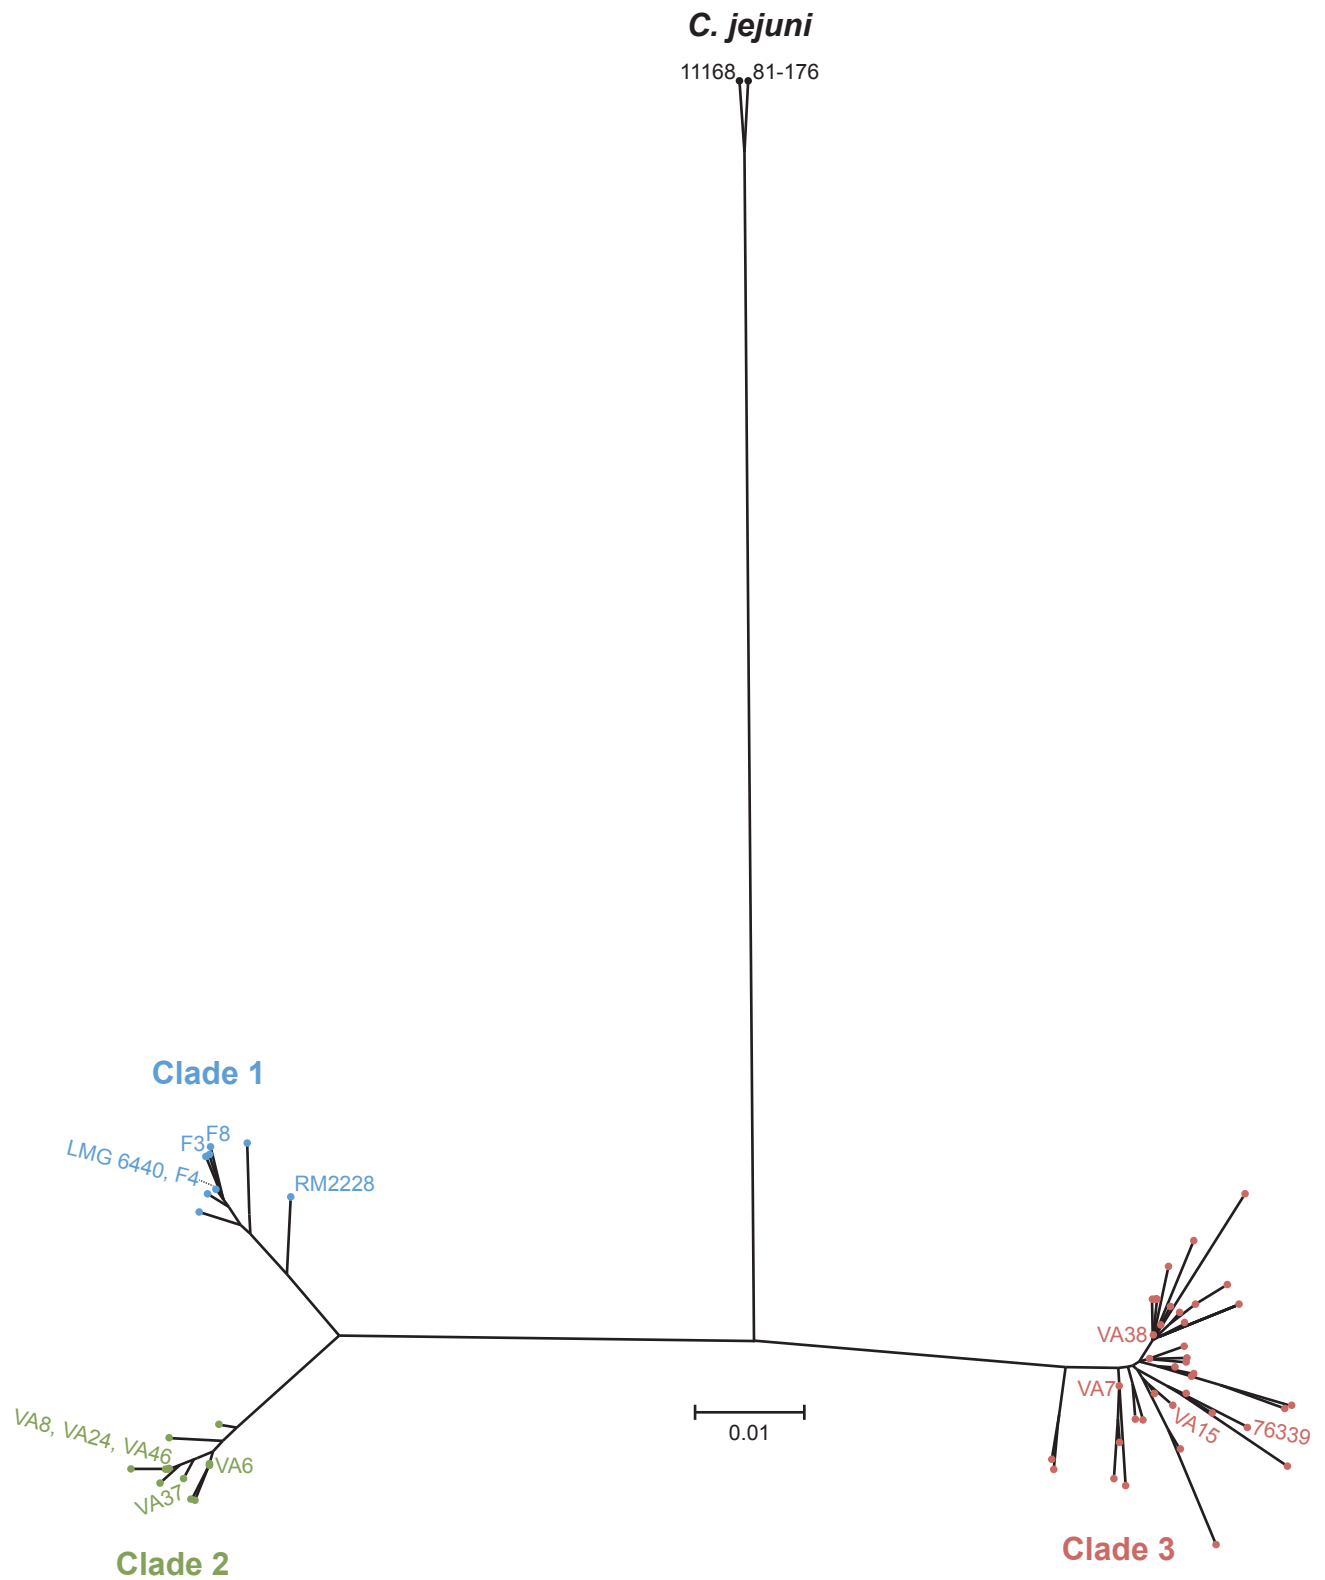 C. jejuni
11168 81-176
Clade 1
F3 F8
LMG 6440, F4
RM2228
VA38
VA7
VA8, VA24, VA46
VA6
VA37
0.01
VA15
76339
Clade 2
Clade 3